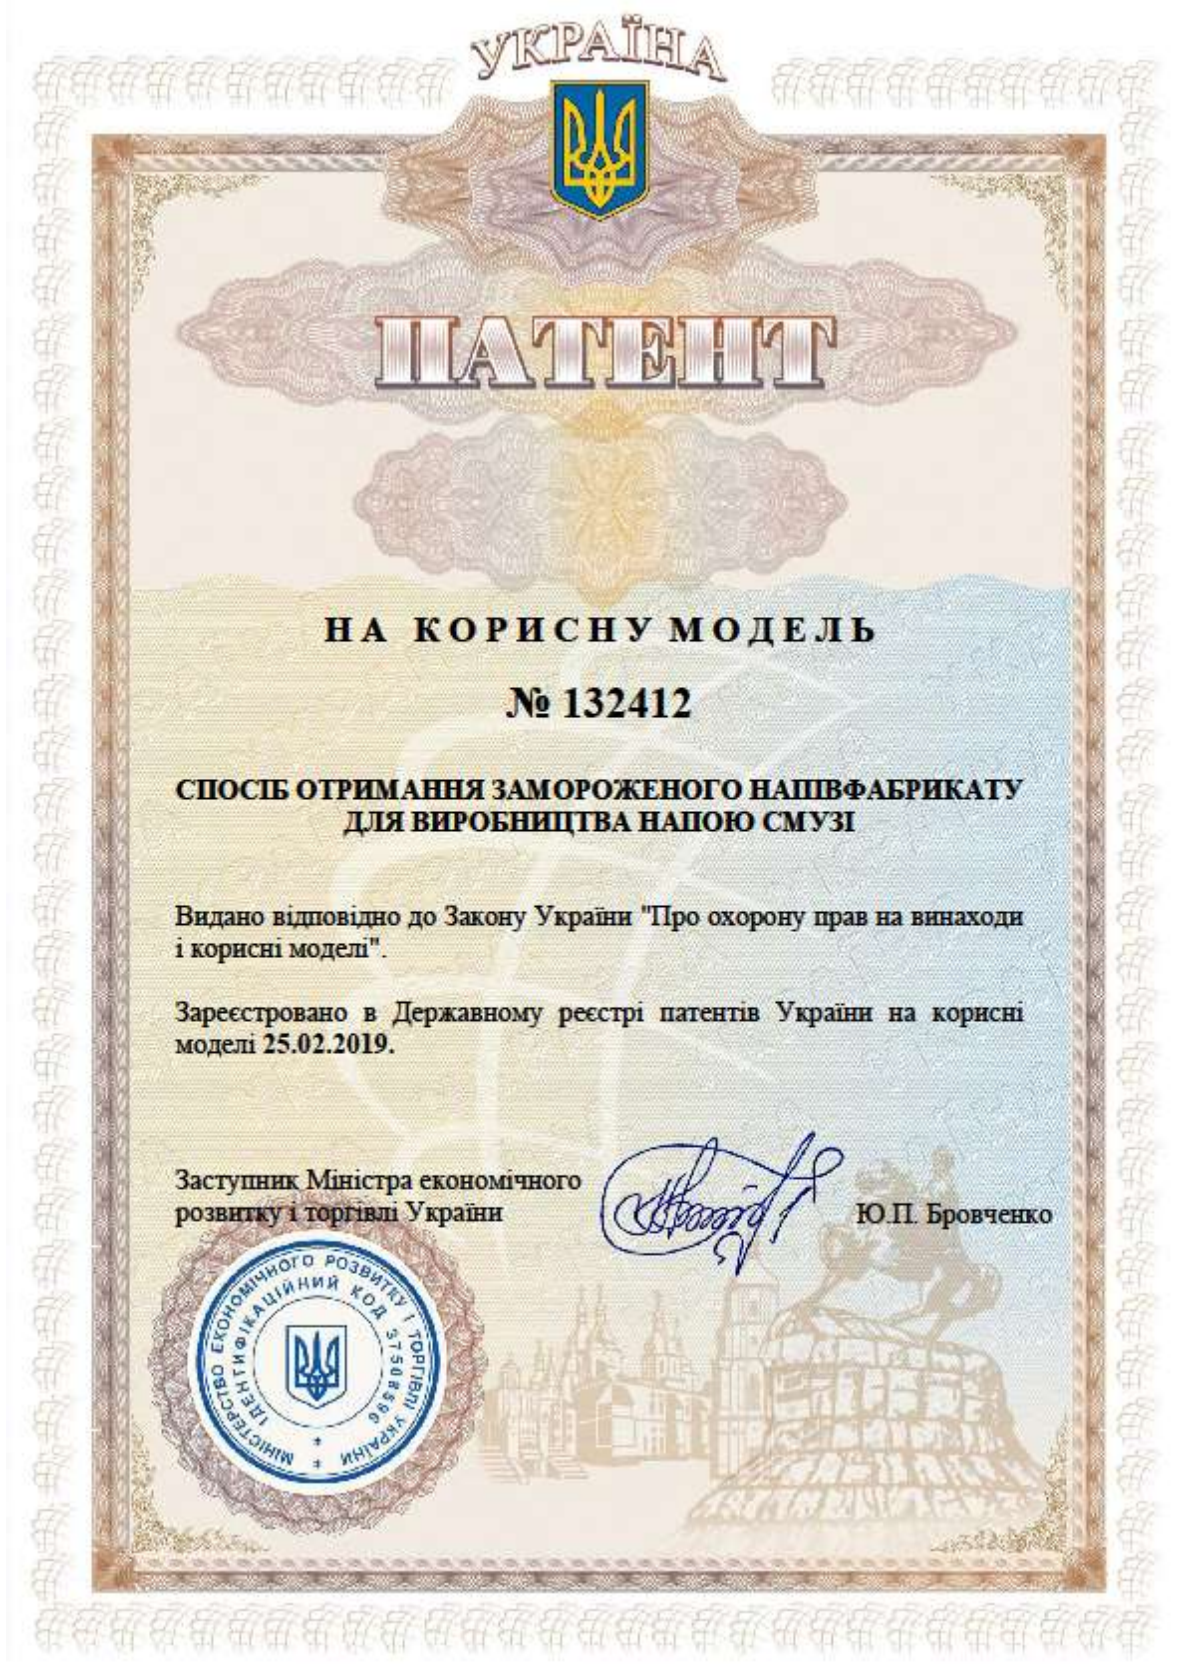 УКРАЇНА
ПАТЕНТ
НА КОРИСНУ МОДЕЛЬ
№ 132412
СПОСІБ ОТРИМАННЯ ЗАМОРОЖЕНОГО НАПІВФАБРИКАТУ
ДЛЯ ВИРОБНИЦТВА НАПОЮ СМУЗІ
Видано відповідно до Закону України "Про охорону прав на винаходи
і корисні моделі".
Зареєстровано в Державному реєстрі патентів України на корисні
моделі 25.02.2019.
Заступник Міністра економічного
розвитку і торгівлі України
Ю.П. Бровченко
МІНІСТЕРСТВО ЕКОНОМІЧНОГО РОЗВИТКУ І ТОРГІВЛІ УКРАЇНИ
ІДЕНТИФІКАЦІЙНИЙ КОД 37508596